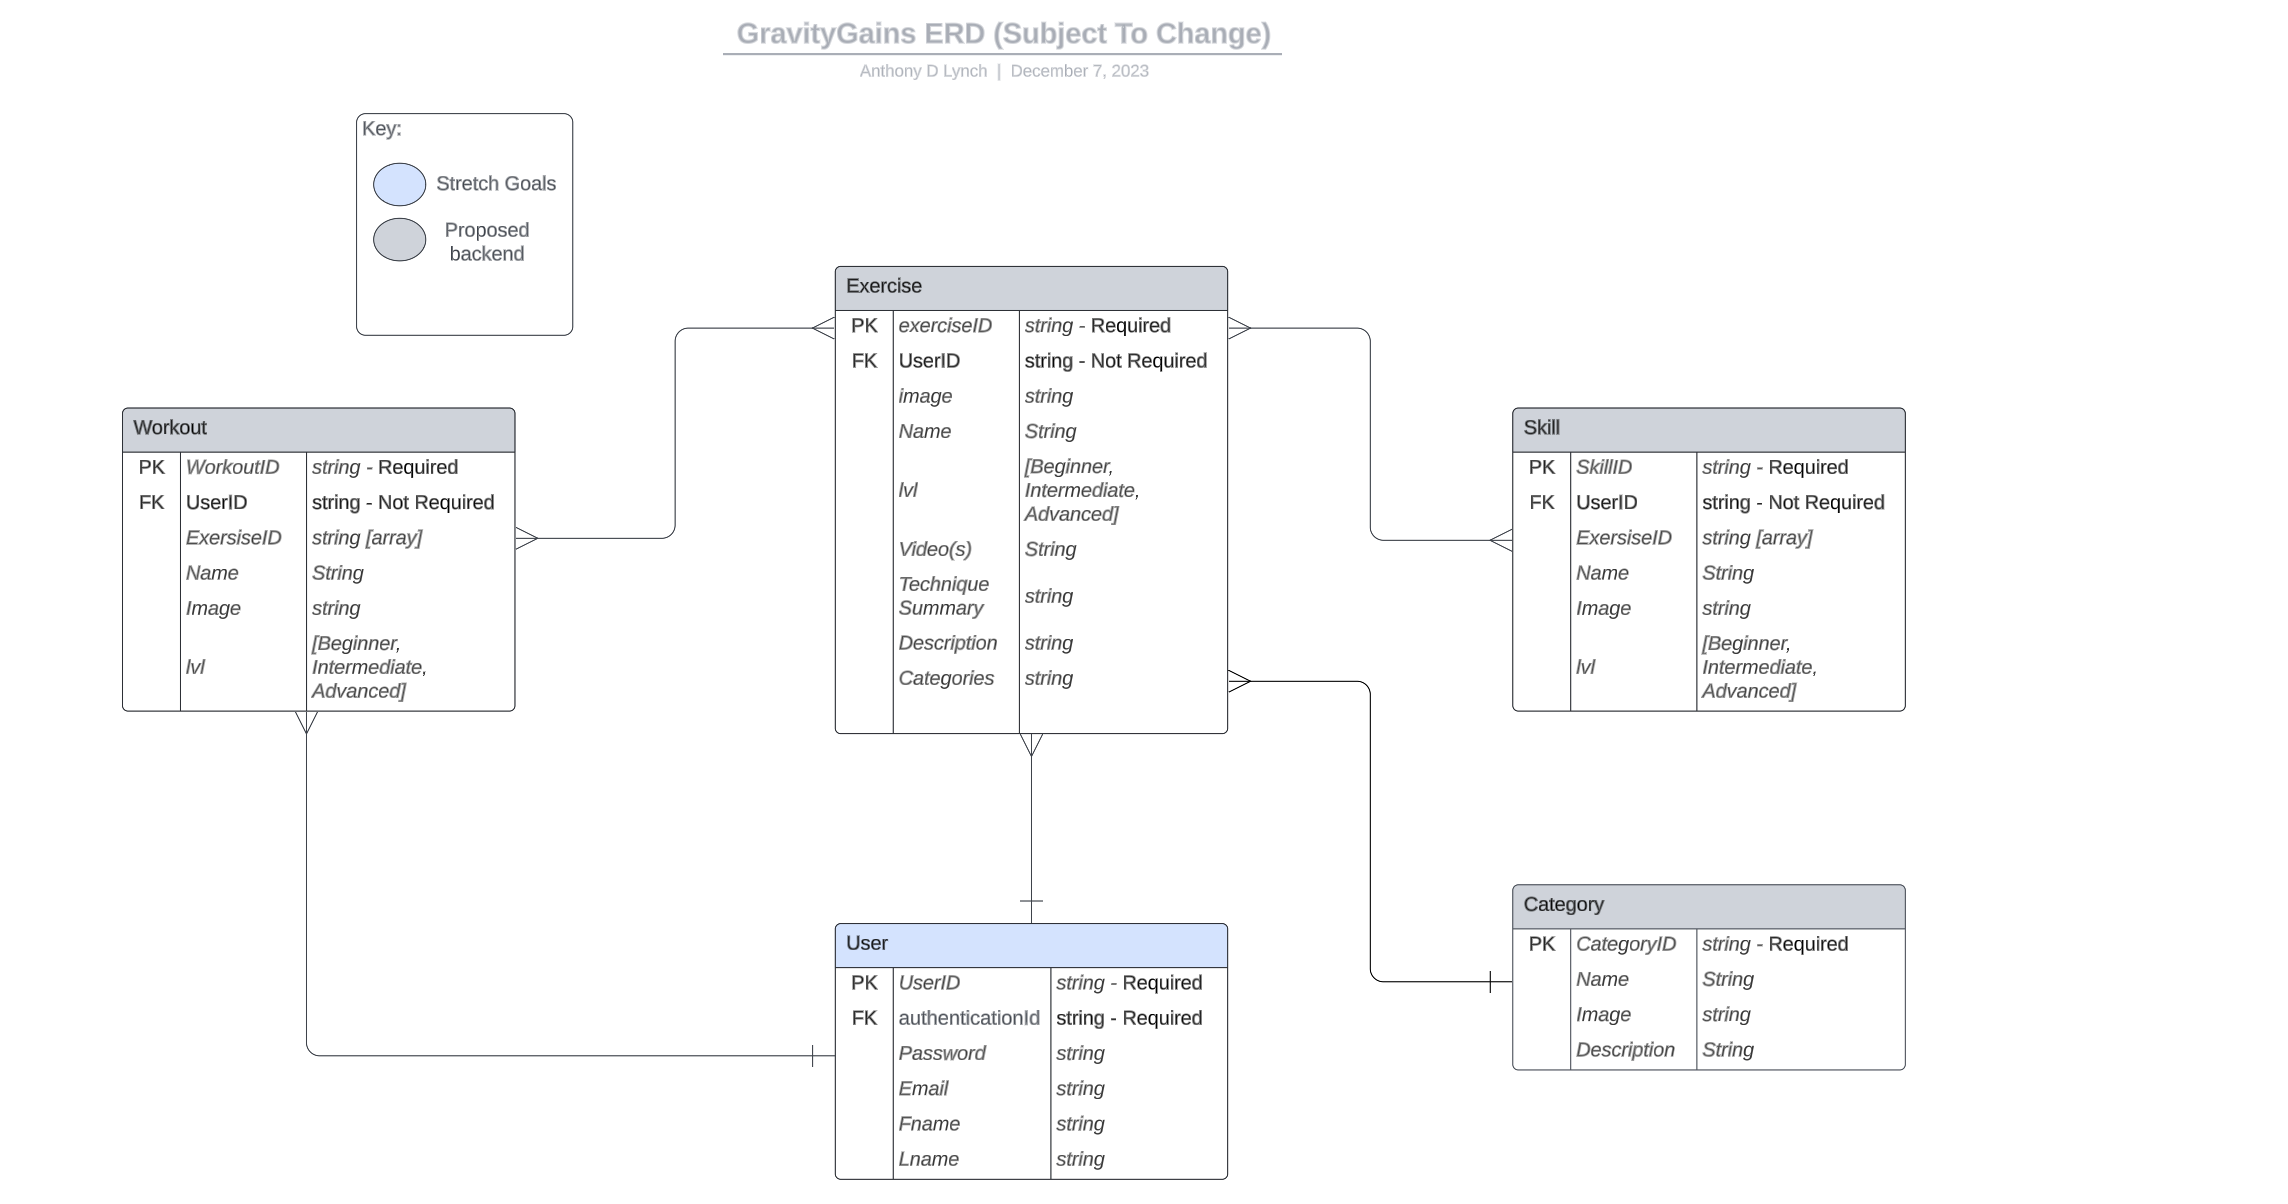 GravityGains ERD (Subject To Change)
Anthony D Lynch | December 7, 2023
Key:
Stretch Goals
Proposed
backend
Exercise
PK exerciseID string - Required
FK UserID string - Not Required
image string
Name String
lvl [Beginner,
Intermediate,
Advanced]
Video(s) String
Technique
Summary string
Description string
Categories string
Workout
PK WorkoutID string - Required
FK UserID string - Not Required
ExersiseID string [array]
Name String
Image string
lvl [Beginner,
Intermediate,
Advanced]
Skill
PK SkillID string - Required
FK UserID string - Not Required
ExersiseID string [array]
Name String
Image string
lvl [Beginner,
Intermediate,
Advanced]
User
PK UserID string - Required
FK authenticationId string - Required
Password string
Email string
Fname string
Lname string
Category
PK CategoryID string - Required
Name String
Image string
Description String